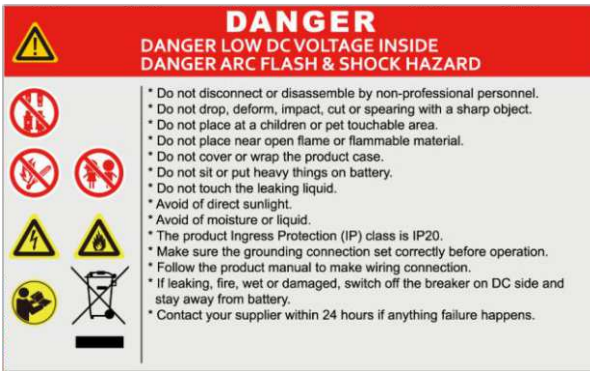 DANGER
DANGER LOW DC VOLTAGE INSIDE
DANGER ARC FLASH & SHOCK HAZARD
* Do not disconnect or disassemble by non-professional personnel.
* Do not drop, deform, impact, cut or spearing with a sharp object.
* Do not place at a children or pet touchable area.
* Do not place near open flame or flammable material.
* Do not cover or wrap the product case.
* Do not sit or put heavy things on battery.
* Do not touch the leaking liquid.
* Avoid of direct sunlight.
* Avoid of moisture or liquid.
* The product Ingress Protection (IP) class is IP20.
* Make sure the grounding connection set correctly before operation.
* Follow the product manual to make wiring connection.
* If leaking, fire, wet or damaged, switch off the breaker on DC side and
stay away from battery.
* Contact your supplier within 24 hours if anything failure happens.